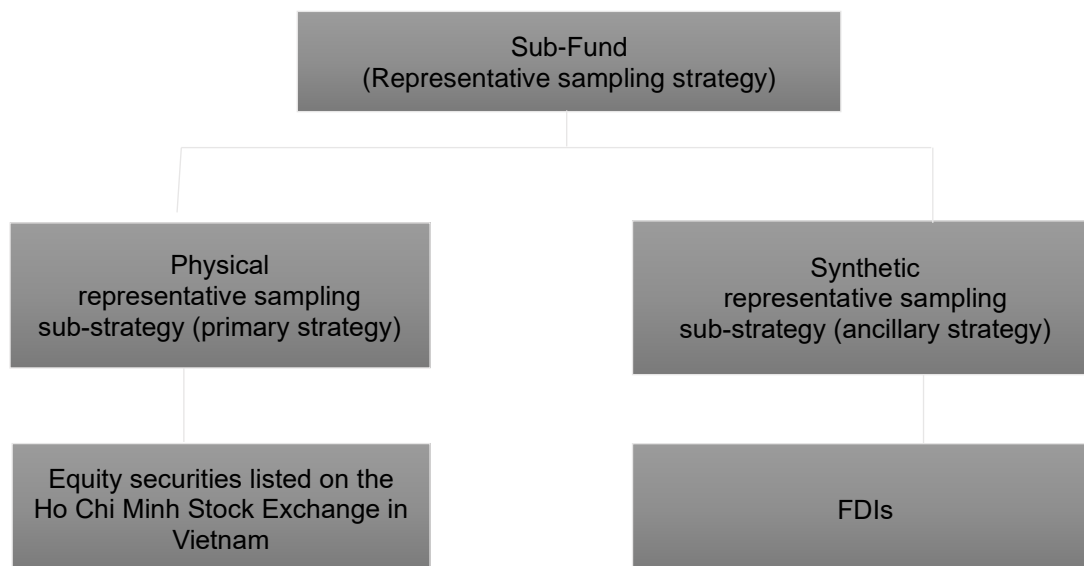 Sub-Fund
(Representative sampling strategy)
Physical
representative sampling
sub-strategy (primary strategy)
Synthetic
representative sampling
sub-strategy (ancillary strategy)
Equity securities listed on the
Ho Chi Minh Stock Exchange in
Vietnam
FDIs